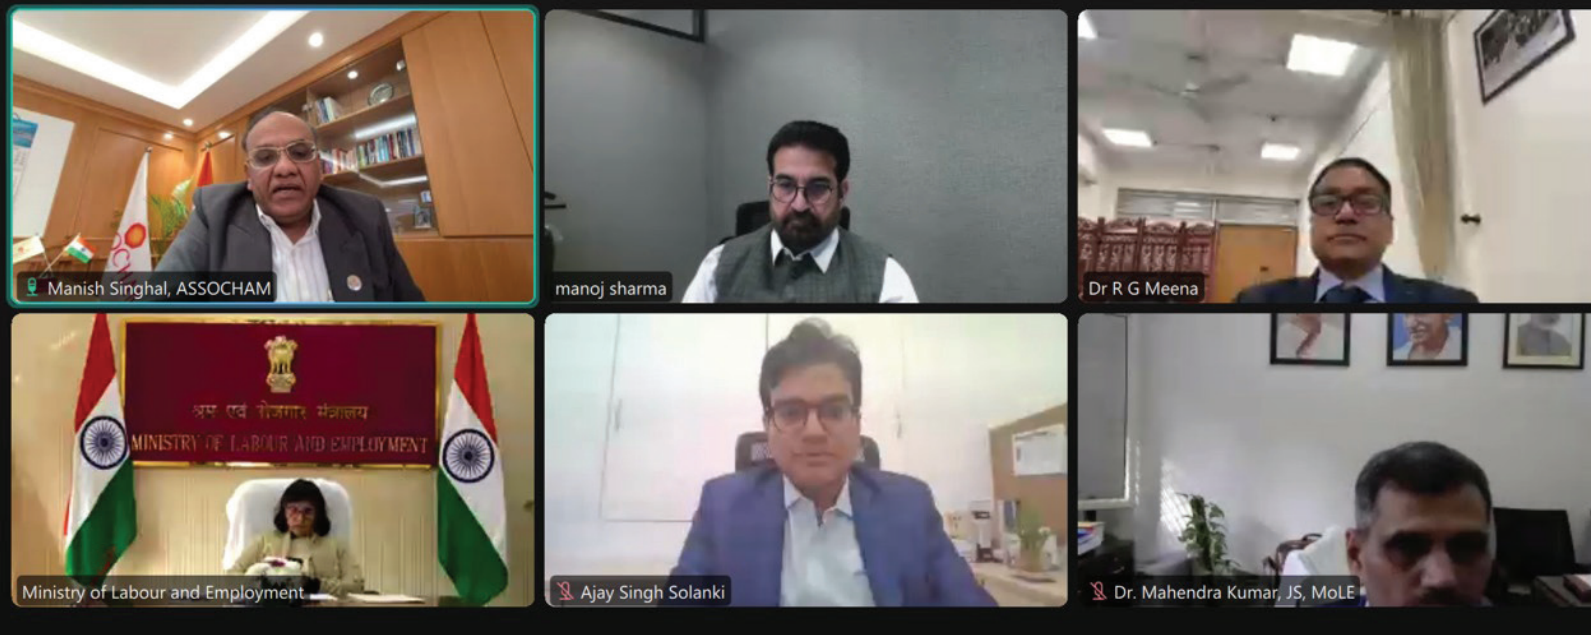 Manish Singhal, ASSOCHAM
manoj sharma
Dr R G Meena
श्रम एवं रोजगार मंत्रालय
MINISTRY OF LABOUR AND EMPLOYMENT
Ministry of Labour and Employment
Ajay Singh Solanki
Dr. Mahendra Kumar, JS, MoLE